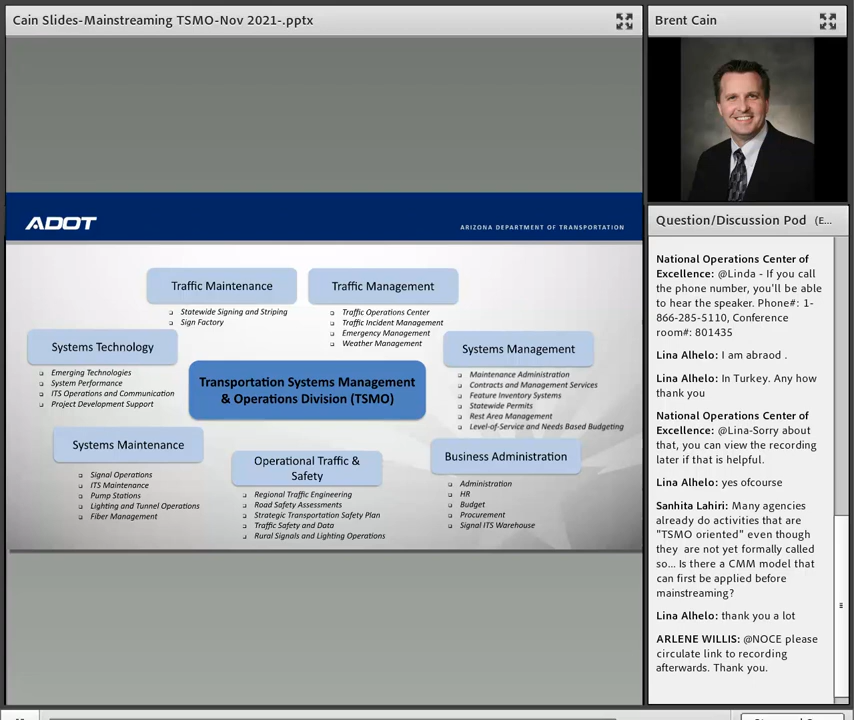 Cain Slides-Mainstreaming TSMO-Nov 2021-.pptx
ADOT
ARIZONA DEPARTMENT OF TRANSPORTATION
Traffic Maintenance
Statewide Signing and Striping
Sign Factory
Traffic Management
Traffic Operations Center
Traffic Incident Management
Emergency Management
Weather Management
Systems Technology
Emerging Technologies
System Performance
ITS Operations and Communication
Project Development Support
Transportation Systems Management
& Operations Division (TSMO)
Systems Management
Maintenance Administration
Contracts and Management Services
Feature Inventory Systems
Statewide Permits
Rest Area Management
Level-of-Service and Needs Based Budgeting
Systems Maintenance
Signal Operations
ITS Maintenance
Pump Stations
Lighting and Tunnel Operations
Fiber Management
Operational Traffic &
Safety
Regional Traffic Engineering
Road Safety Assessments
Strategic Transportation Safety Plan
Traffic Safety and Data
Rural Signals and Lighting Operations
Business Administration
Administration
HR
Budget
Procurement
Signal ITS Warehouse
Brent Cain
Question/Discussion Pod (E...
National Operations Center of
Excellence: @Linda - If you call
the phone number, you'll be able
to hear the speaker. Phone#: 1-
866-285-5110, Conference
room#: 801435
Lina Alhelo: I am abraod .
Lina Alhelo: In Turkey. Any how
thank you
National Operations Center of
Excellence: @Lina-Sorry about
that, you can view the recording
later if that is helpful.
Lina Alhelo: yes ofcourse
Sanhita Lahiri: Many agencies
already do activities that are
"TSMO oriented" even though
they are not yet formally called
so... Is there a CMM model that
can first be applied before
mainstreaming?
Lina Alhelo: thank you a lot
ARLENE WILLIS: @NOCE please
circulate link to recording
afterwards. Thank you.